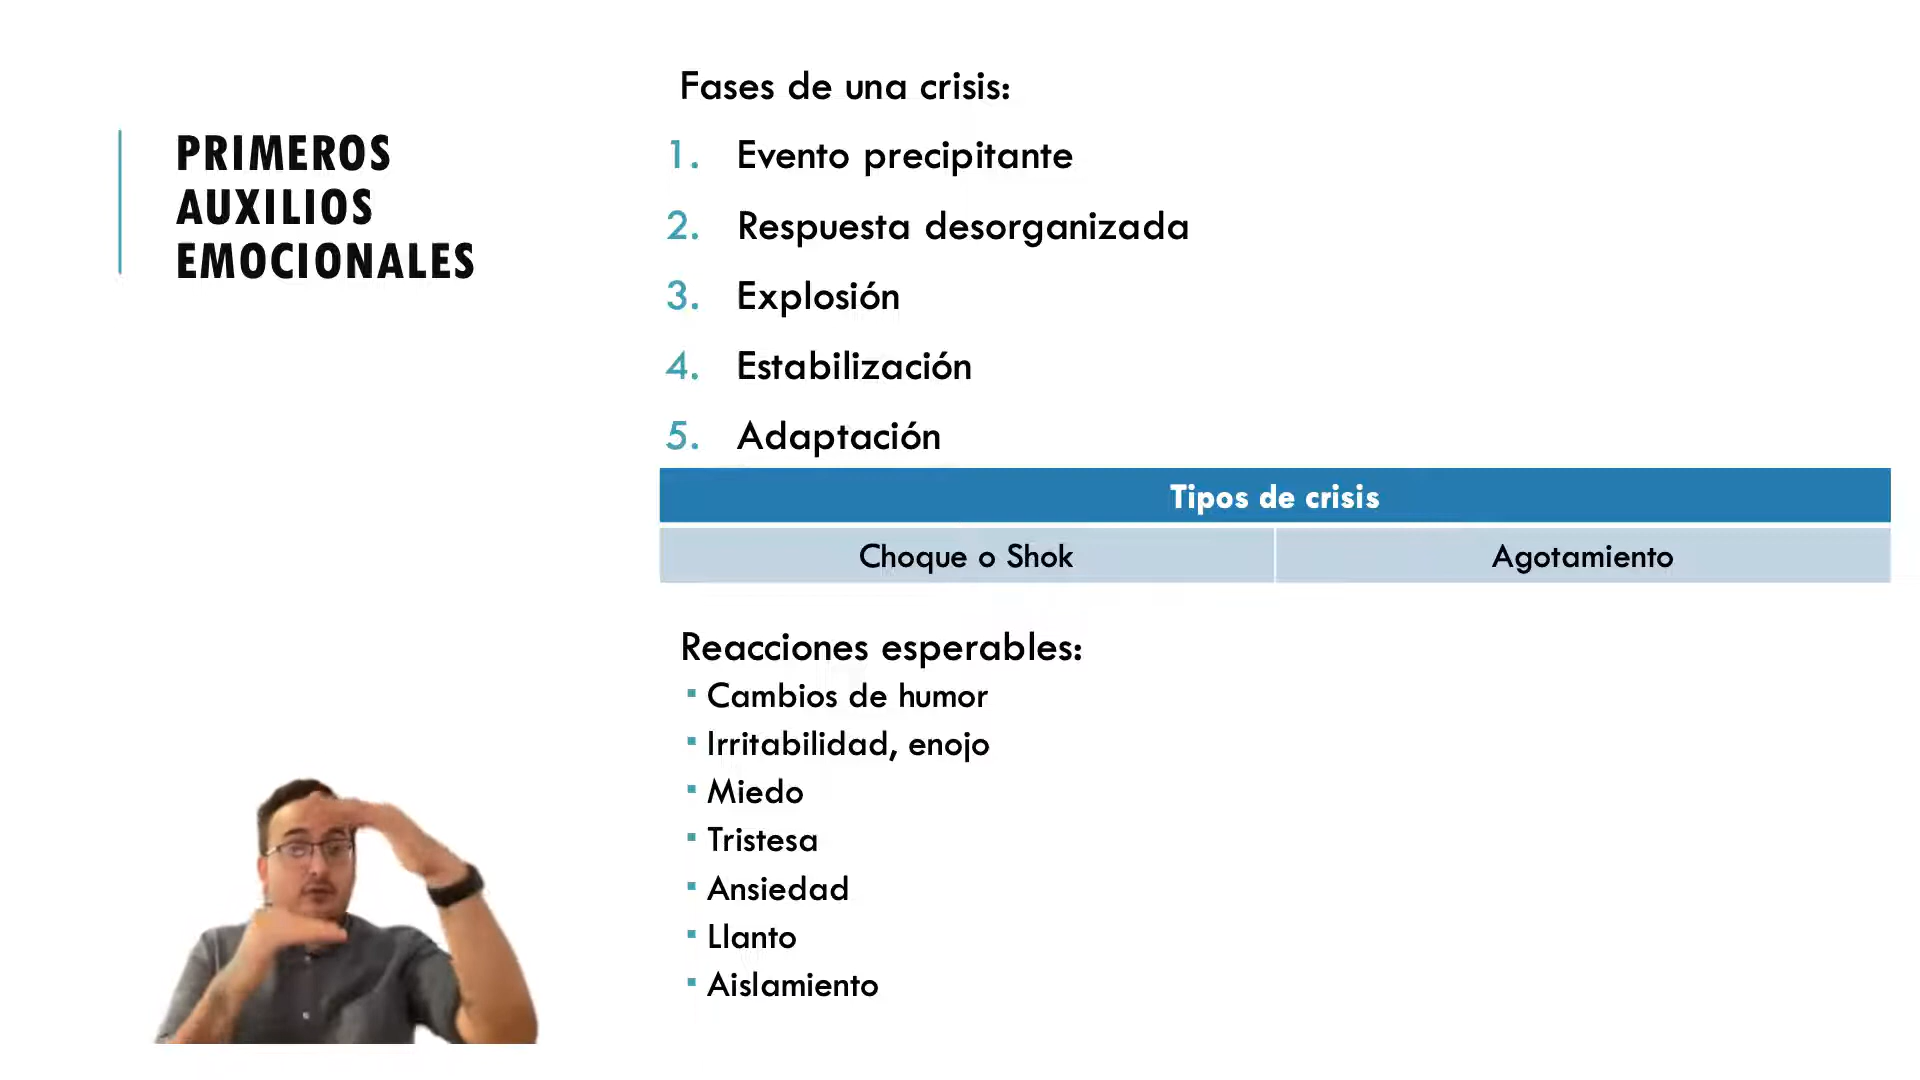 PRIMEROS
AUXILIOS
EMOCIONALES
Fases de una crisis:
1. Evento precipitante
2. Respuesta desorganizada
3. Explosión
4. Estabilización
5. Adaptación
Tipos de crisis
Choque o Shok
Agotamiento
Reacciones esperables:
▪ Cambios de humor
▪ Irritabilidad, enojo
▪ Miedo
▪ Tristesa
▪ Ansiedad
▪ Llanto
▪ Aislamiento